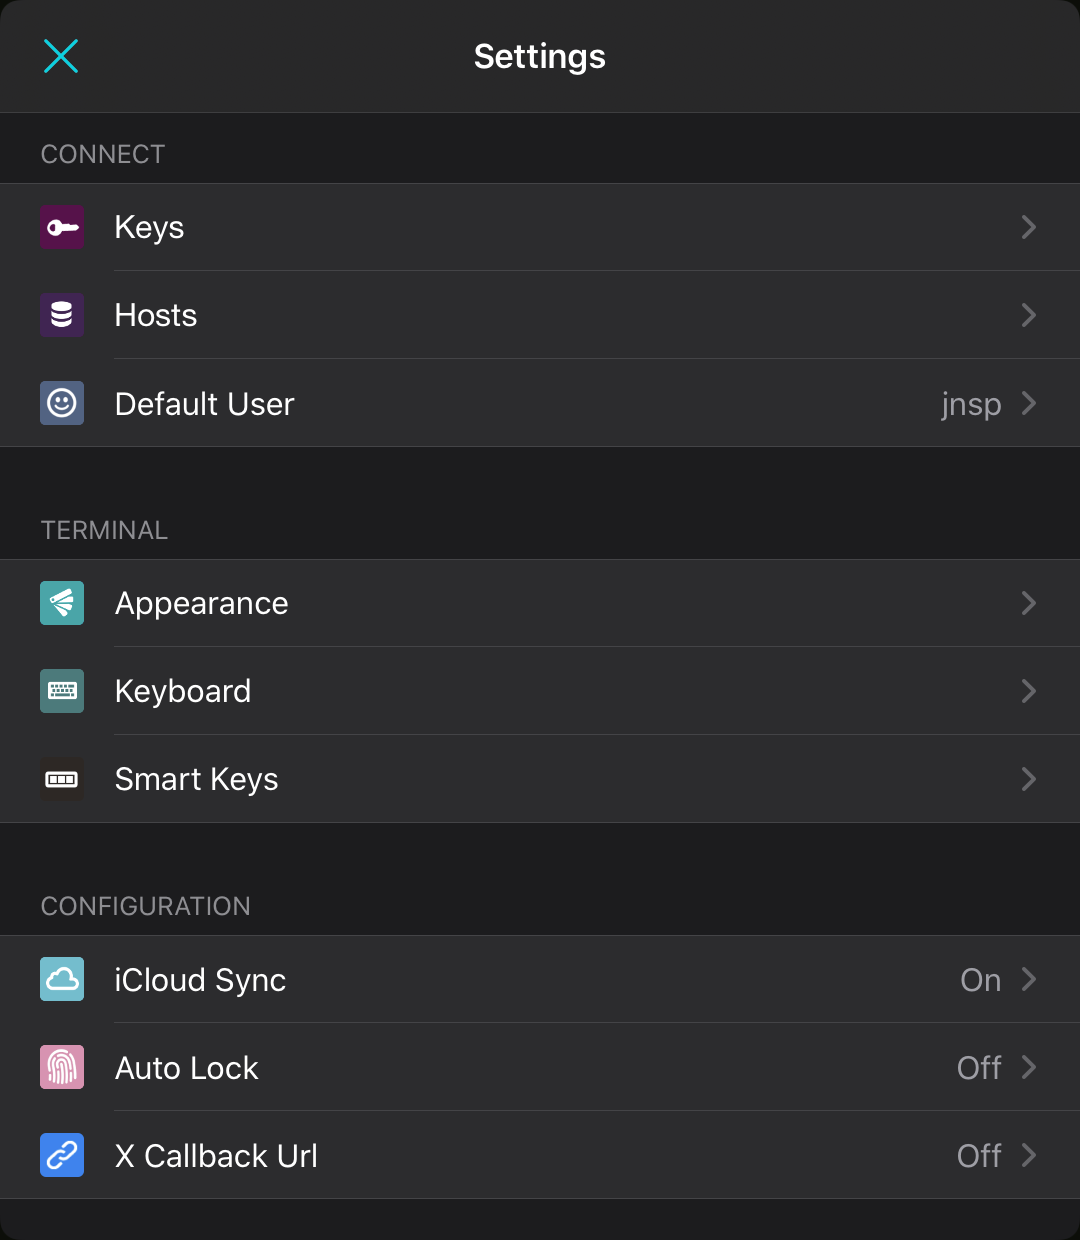 Settings
CONNECT
Keys
Hosts
Default User jnsp
TERMINAL
Appearance
Keyboard
Smart Keys
CONFIGURATION
iCloud Sync On
Auto Lock Off
X Callback Url Off